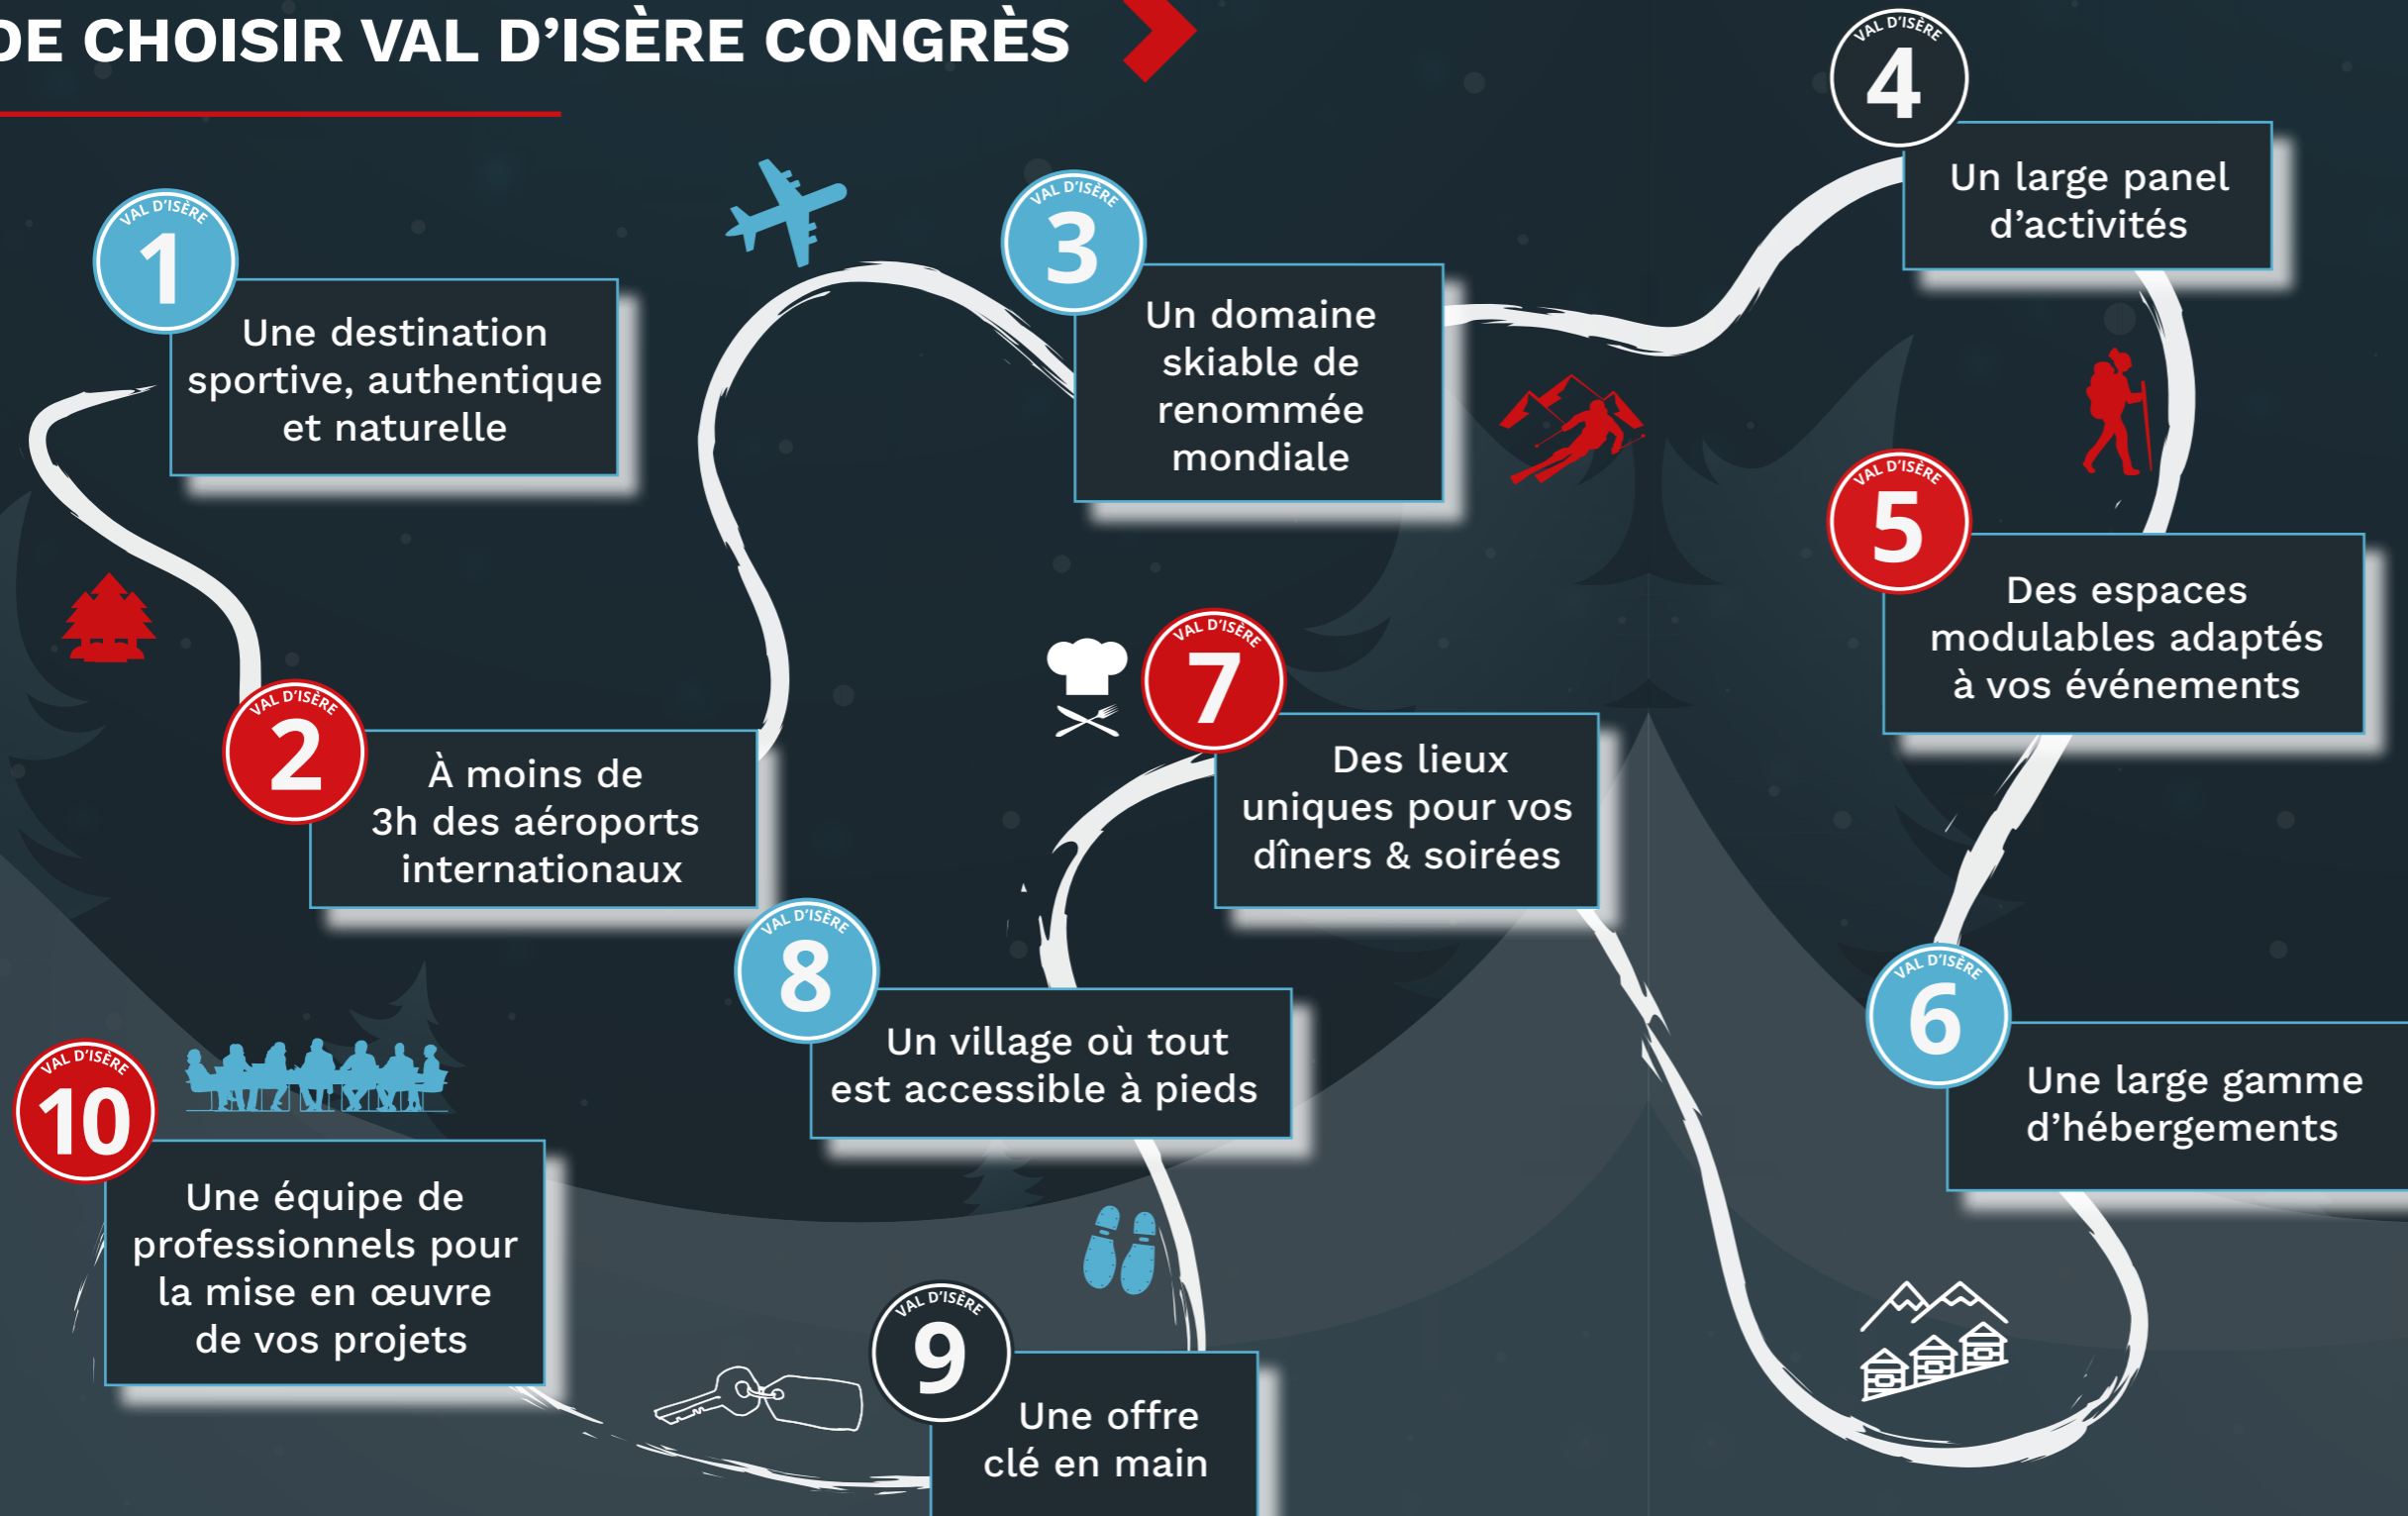 DE CHOISIR VAL D'ISÈRE CONGRÈS
VAL D'ISÈRE
1
Une destination
sportive, authentique
et naturelle
VAL D'ISÈRE
2
À moins de
3h des aéroports
internationaux
VAL D'ISÈRE
3
Un domaine
skiable de
renommée
mondiale
VAL D'ISÈRE
4
Un large panel
d'activités
VAL D'ISÈRE
5
Des espaces
modulables adaptés
à vos événements
VAL D'ISÈRE
6
Une large gamme
d'hébergements
VAL D'ISÈRE
7
Des lieux
uniques pour vos
dîners & soirées
VAL D'ISÈRE
8
Un village où tout
est accessible à pieds
VAL D'ISÈRE
9
Une offre
clé en main
VAL D'ISÈRE
10
Une équipe de
professionnels pour
la mise en œuvre
de vos projets